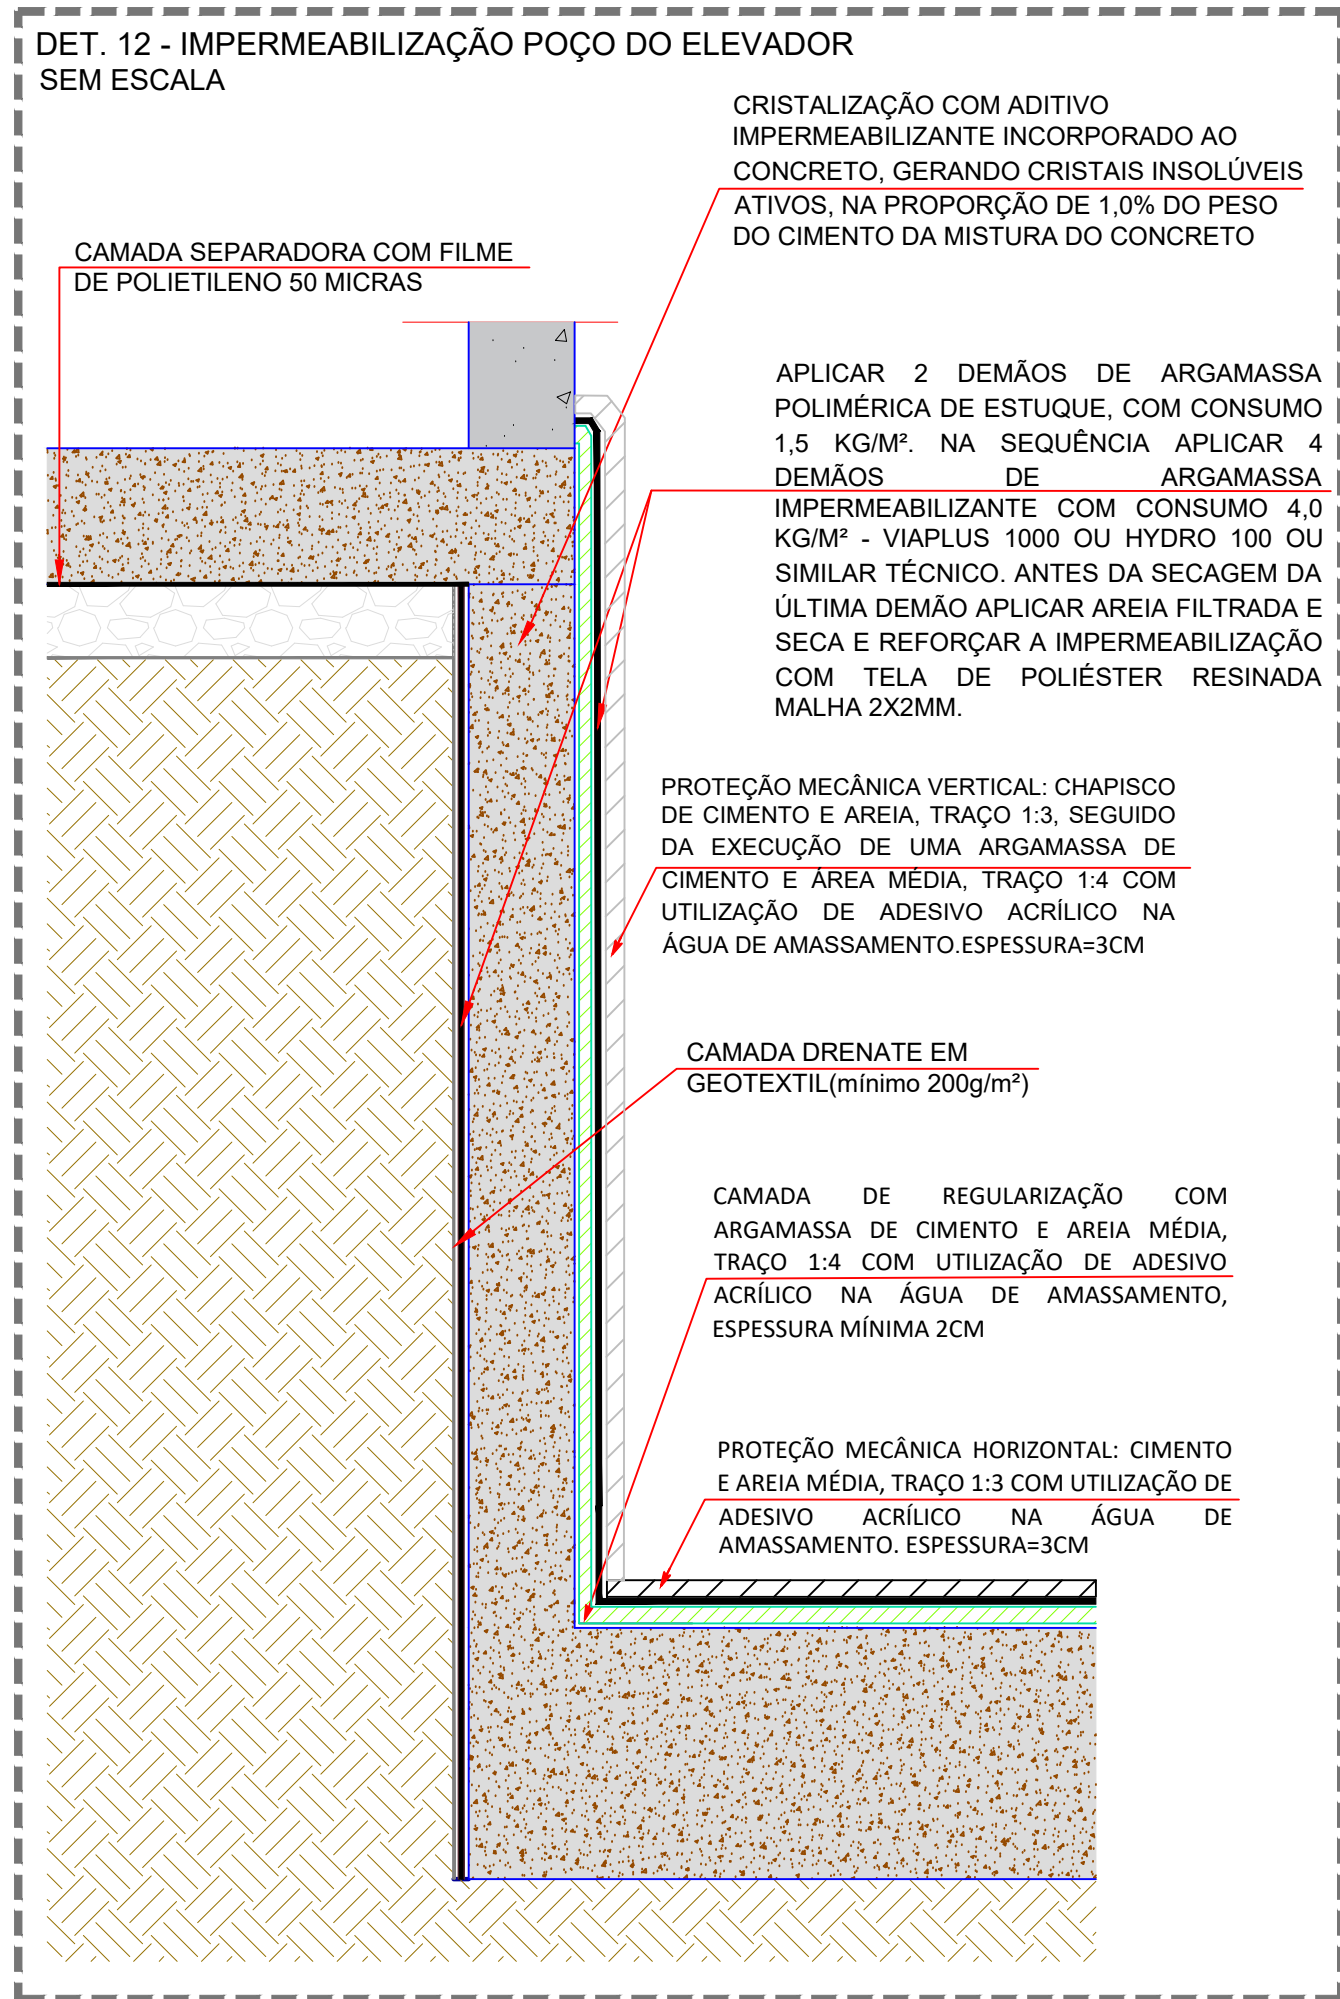 DET. 12 - IMPERMEABILIZAÇÃO POÇO DO ELEVADOR
SEM ESCALA
CRISTALIZAÇÃO COM ADITIVO
IMPERMEABILIZANTE INCORPORADO AO
CONCRETO, GERANDO CRISTAIS INSOLÚVEIS
ATIVOS, NA PROPORÇÃO DE 1,0% DO PESO
DO CIMENTO DA MISTURA DO CONCRETO
CAMADA SEPARADORA COM FILME
DE POLIETILENO 50 MICRAS
APLICAR 2 DEMÃOS DE ARGAMASSA
POLIMÉRICA DE ESTUQUE, COM CONSUMO
1,5 KG/M². NA SEQUÊNCIA APLICAR 4
DEMÃOS DE ARGAMASSA
IMPERMEABILIZANTE COM CONSUMO 4,0
KG/M² - VIAPLUS 1000 OU HYDRO 100 OU
SIMILAR TÉCNICO. ANTES DA SECAGEM DA
ÚLTIMA DEMÃO APLICAR AREIA FILTRADA E
SECA E REFORÇAR A IMPERMEABILIZAÇÃO
COM TELA DE POLIÉSTER RESINADA
MALHA 2X2MM.
PROTEÇÃO MECÂNICA VERTICAL: CHAPISCO
DE CIMENTO E AREIA, TRAÇO 1:3, SEGUIDO
DA EXECUÇÃO DE UMA ARGAMASSA DE
CIMENTO E ÁREA MÉDIA, TRAÇO 1:4 COM
UTILIZAÇÃO DE ADESIVO ACRÍLICO NA
ÁGUA DE AMASSAMENTO.ESPESSURA=3CM
CAMADA DRENATE EM
GEOTEXTIL(mínimo 200g/m²)
CAMADA DE REGULARIZAÇÃO COM
ARGAMASSA DE CIMENTO E AREIA MÉDIA,
TRAÇO 1:4 COM UTILIZAÇÃO DE ADESIVO
ACRÍLICO NA ÁGUA DE AMASSAMENTO,
ESPESSURA MÍNIMA 2CM
PROTEÇÃO MECÂNICA HORIZONTAL: CIMENTO
E AREIA MÉDIA, TRAÇO 1:3 COM UTILIZAÇÃO DE
ADESIVO ACRÍLICO NA ÁGUA DE
AMASSAMENTO. ESPESSURA=3CM